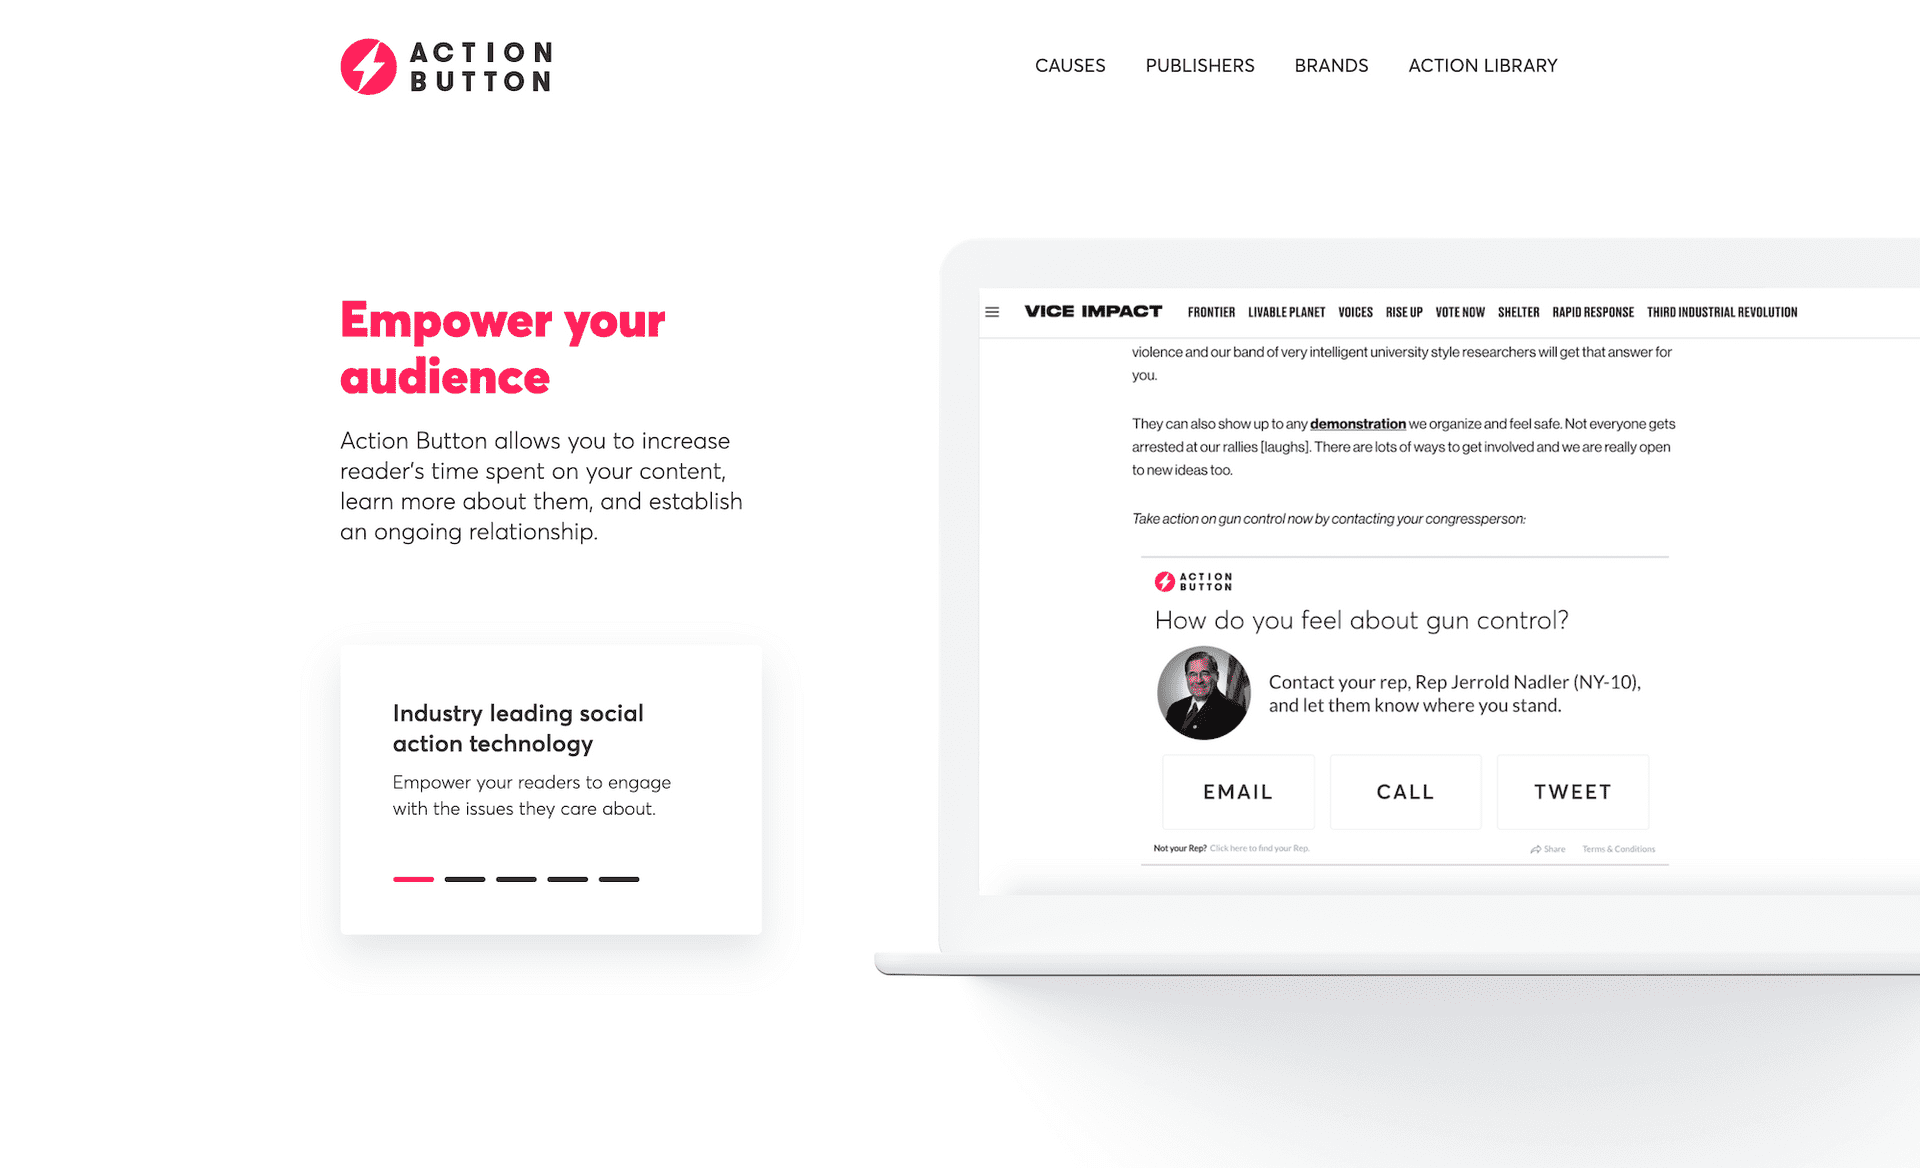 ACTION
BUTTON
CAUSES PUBLISHERS BRANDS ACTION LIBRARY
Empower your
audience
Action Button allows you to increase
reader's time spent on your content,
learn more about them, and establish
an ongoing relationship.
Industry leading social
action technology
Empower your readers to engage
with the issues they care about.
VICE IMPACT FRONTIER LIVABLE PLANET VOICES RISE UP VOTE NOW SHELTER RAPID RESPONSE THIRD INDUSTRIAL REVOLUTION
violence and our band of very intelligent university style researchers will get that answer for
you.
They can also show up to any demonstration we organize and feel safe. Not everyone gets
arrested at our rallies [laughs]. There are lots of ways to get involved and we are really open
to new ideas too.
Take action on gun control now by contacting your congressperson:
ACTION
BUTTON
How do you feel about gun control?
Contact your rep, Rep Jerrold Nadler (NY-10),
and let them know where you stand.
EMAIL CALL TWEET
Not your Rep? Click here to find your Rep. Share Terms & Conditions